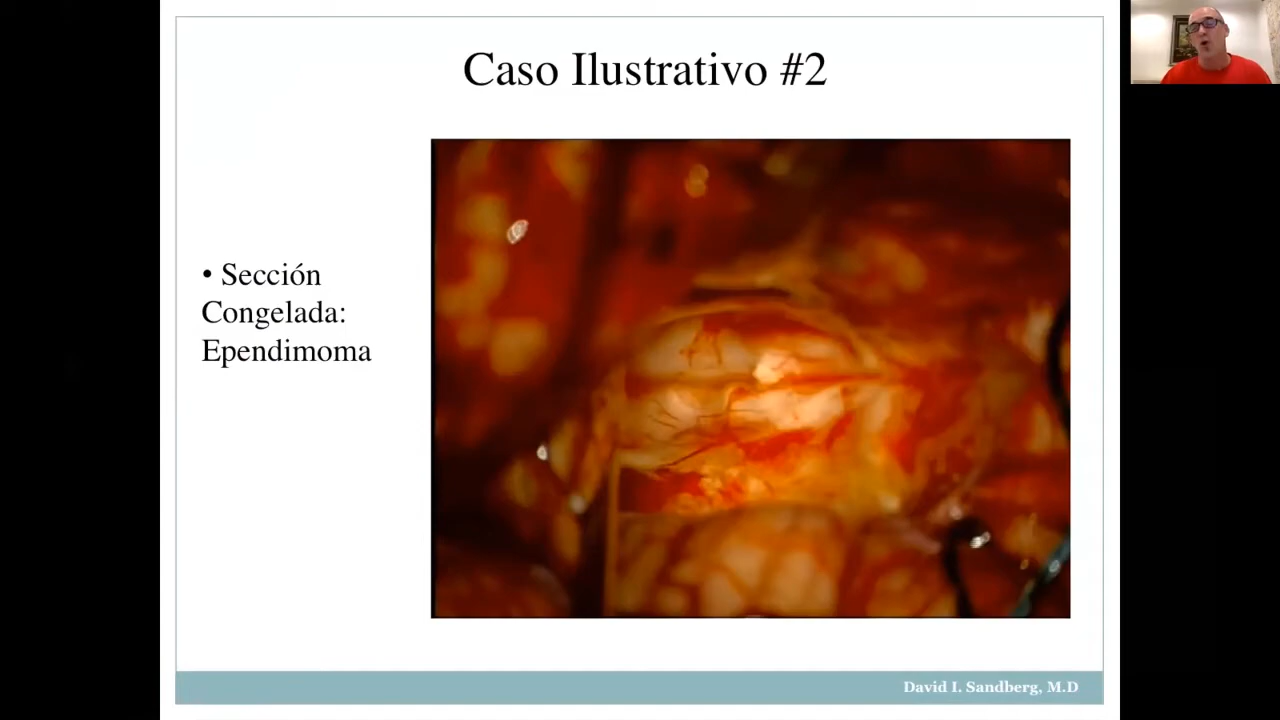 Caso Ilustrativo #2
• Sección
Congelada:
Ependimoma
David I. Sandberg, M.D